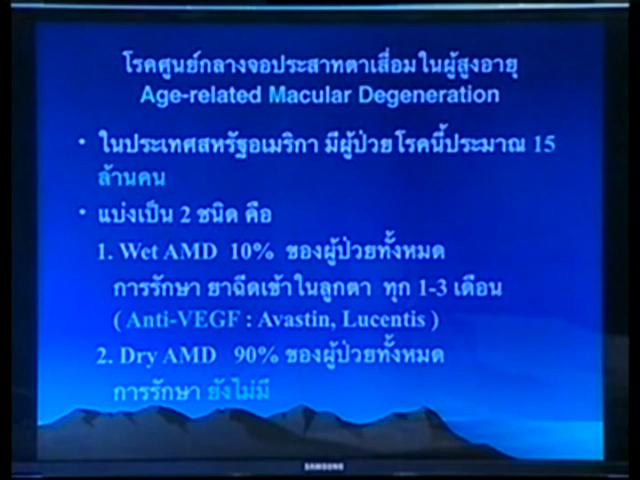 โรคศูนย์กลางจอประสาทตาเสื่อมในผู้สูงอายุ
Age-related Macular Degeneration
• ในประเทศสหรัฐอเมริกา มีผู้ป่วยโรคนี้ประมาณ 15
ล้านคน
• แบ่งเป็น 2 ชนิด คือ
1. Wet AMD 10% ของผู้ป่วยทั้งหมด
การรักษา ยาฉีดเข้าในลูกตา ทุก 1-3 เดือน
( Anti-VEGF : Avastin, Lucentis )
2. Dry AMD 90% ของผู้ป่วยทั้งหมด
การรักษา ยังไม่มี
SAMSUNG